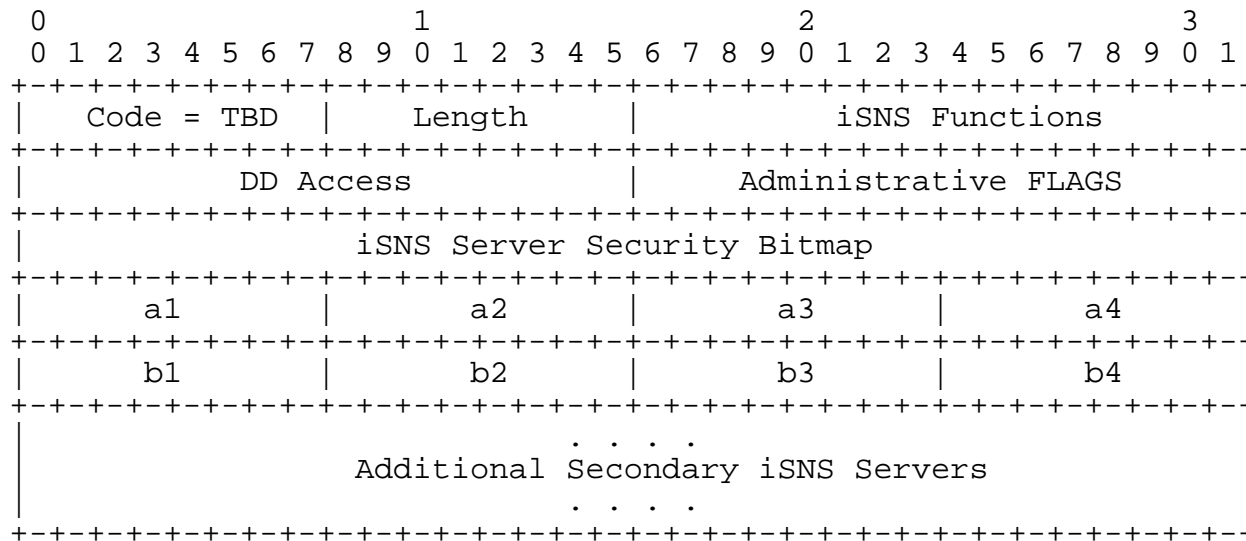 0                   1                   2                   3
0 1 2 3 4 5 6 7 8 9 0 1 2 3 4 5 6 7 8 9 0 1 2 3 4 5 6 7 8 9 0 1
+-+-+-+-+-+-+-+-+-+-+-+-+-+-+-+-+-+-+-+-+-+-+-+-+-+-+-+-+-+-+-+--
|   Code = TBD  |    Length     |          iSNS Functions
+-+-+-+-+-+-+-+-+-+-+-+-+-+-+-+-+-+-+-+-+-+-+-+-+-+-+-+-+-+-+-+--
|           DD Access           |     Administrative FLAGS
+-+-+-+-+-+-+-+-+-+-+-+-+-+-+-+-+-+-+-+-+-+-+-+-+-+-+-+-+-+-+-+--
|                 iSNS Server Security Bitmap
+-+-+-+-+-+-+-+-+-+-+-+-+-+-+-+-+-+-+-+-+-+-+-+-+-+-+-+-+-+-+-+--
|      a1       |       a2      |       a3      |       a4
+-+-+-+-+-+-+-+-+-+-+-+-+-+-+-+-+-+-+-+-+-+-+-+-+-+-+-+-+-+-+-+--
|      b1       |       b2      |       b3      |       b4
+-+-+-+-+-+-+-+-+-+-+-+-+-+-+-+-+-+-+-+-+-+-+-+-+-+-+-+-+-+-+-+--
|                            . . . .
|                 Additional Secondary iSNS Servers
|                            . . . .
+-+-+-+-+-+-+-+-+-+-+-+-+-+-+-+-+-+-+-+-+-+-+-+-+-+-+-+-+-+-+-+--